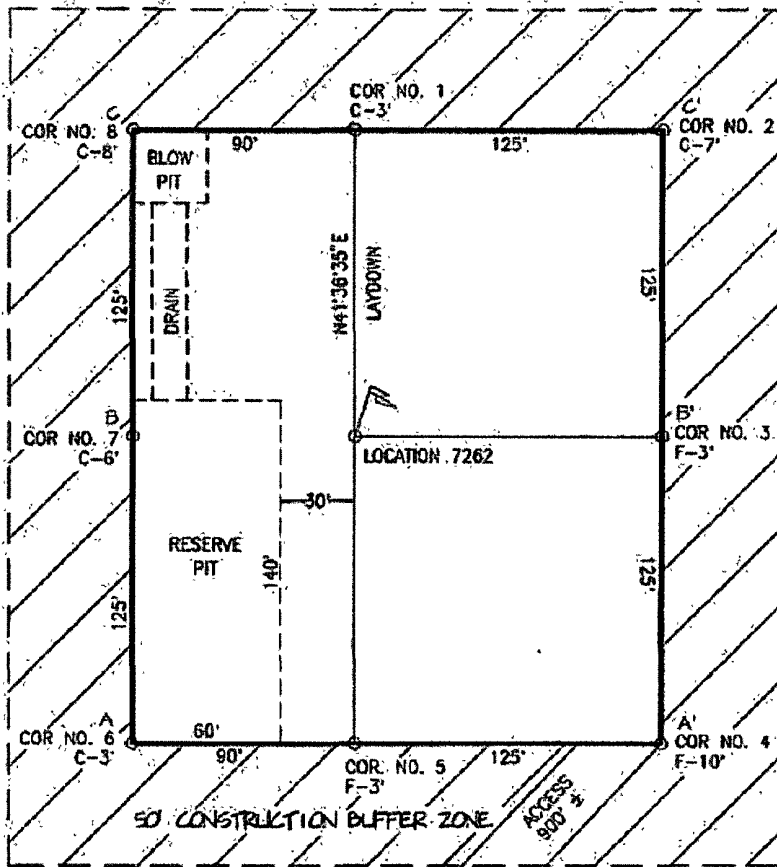 COR NO. 1
C-3'
C
COR NO. 8
C-8'
C'
COR NO. 2
C-7'
90'
125'
BLOW
PIT
N41°36'35"E
LAYDOWN
DRAIN
125'
125'
B
COR NO. 7
C-6'
B'
COR NO. 3
F-3'
LOCATION 7262
30'
RESERVE
PIT
140'
125'
125'
A
COR NO. 6
C-3'
60'
90'
COR. NO. 5
F-3'
125'
A'
COR NO. 4
F-10'
50' CONSTRUCTION BUFFER ZONE
ACCESS
900' ±